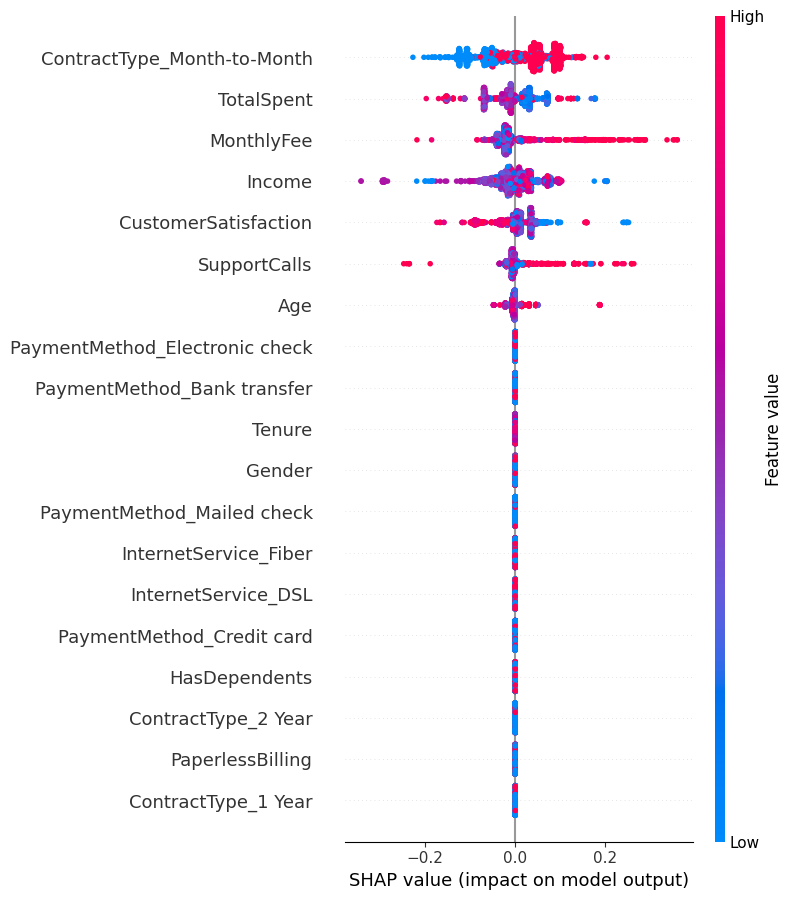 High
ContractType_Month-to-Month
TotalSpent
MonthlyFee
Income
CustomerSatisfaction
SupportCalls
Age
PaymentMethod_Electronic check
PaymentMethod_Bank transfer
Tenure
Gender
PaymentMethod_Mailed check
InternetService_Fiber
InternetService_DSL
PaymentMethod_Credit card
HasDependents
ContractType_2 Year
PaperlessBilling
ContractType_1 Year
Feature value
Low
−0.2 0.0 0.2
SHAP value (impact on model output)